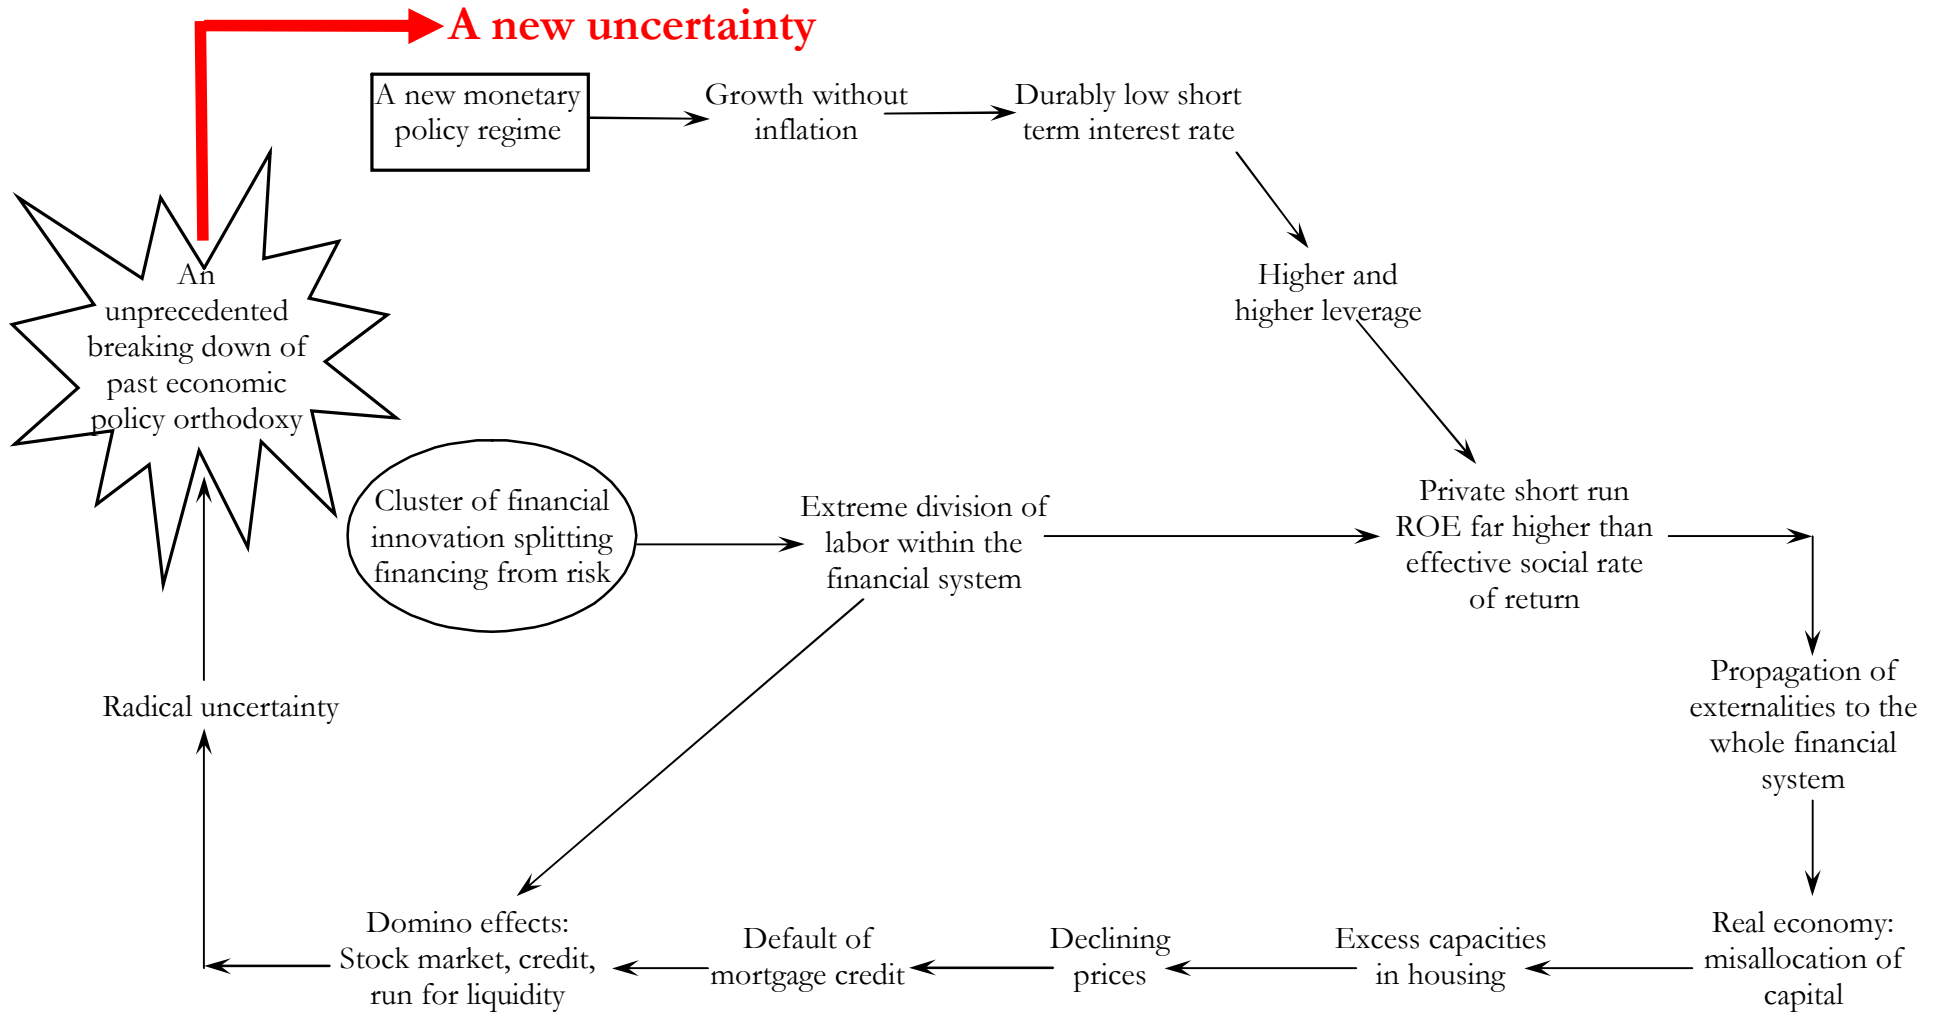 A new uncertainty
A new monetary
policy regime
Growth without
inflation
Durably low short
term interest rate
Higher and
higher leverage
An
unprecedented
breaking down of
past economic
policy orthodoxy
Cluster of financial
innovation splitting
financing from risk
Extreme division of
labor within the
financial system
Private short run
ROE far higher than
effective social rate
of return
Propagation of
externalities to the
whole financial
system
Radical uncertainty
Domino effects:
Stock market, credit,
run for liquidity
Default of
mortgage credit
Declining
prices
Excess capacities
in housing
Real economy:
misallocation of
capital